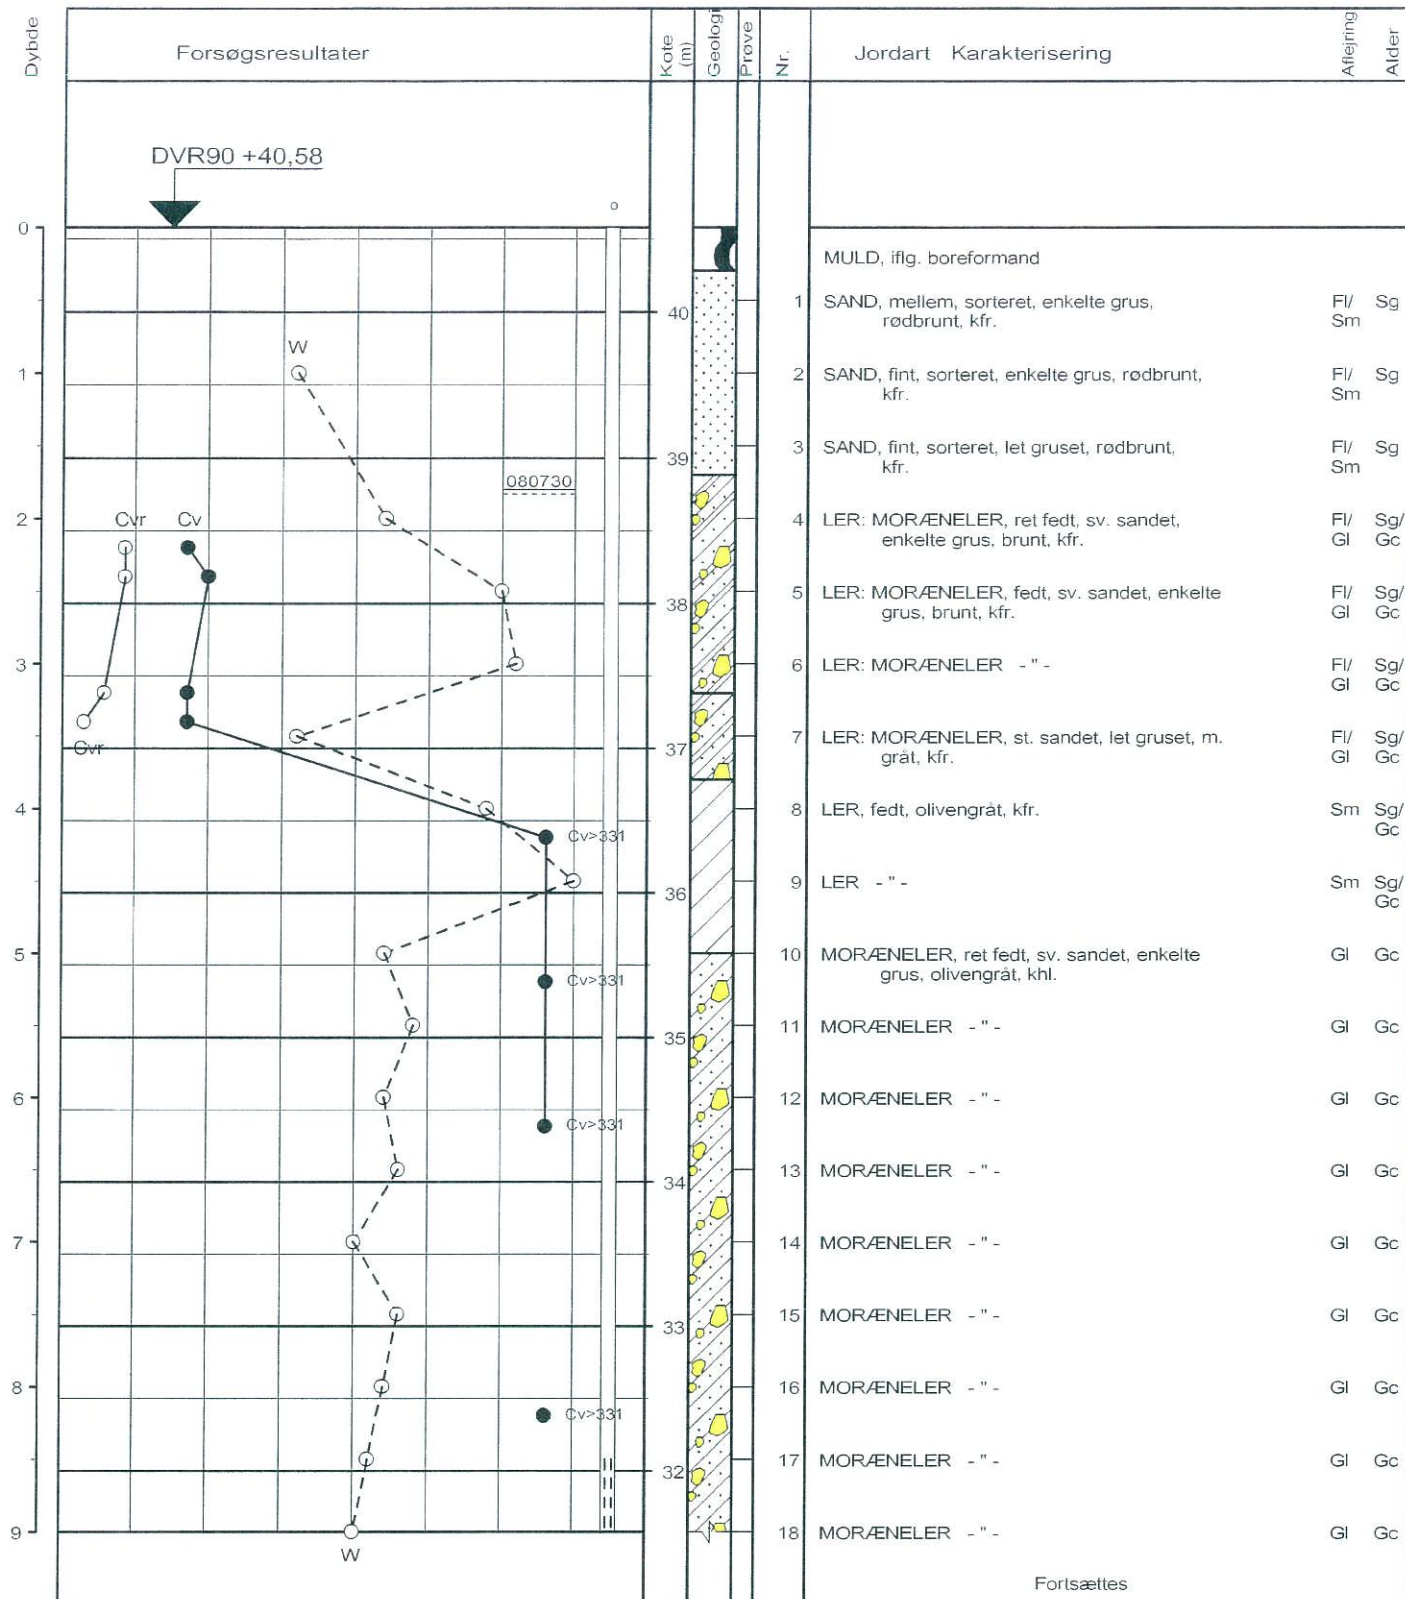 Dybde
Forsøgsresultater
Kote (m)
Geologi
Prøve
Nr.
Jordart Karakterisering
Aflejring
Alder
DVR90 +40,58
0
MULD, iflg. boreformand
1 SAND, mellem, sorteret, enkelte grus, Fl/ Sg
rødbrunt, kfr. Sm
40
W
1
2 SAND, fint, sorteret, enkelte grus, rødbrunt, Fl/ Sg
kfr. Sm
3 SAND, fint, sorteret, let gruset, rødbrunt, Fl/ Sg
kfr. Sm
39
080730
2
Cvr Cv
4 LER: MORÆNELER, ret fedt, sv. sandet, Fl/ Sg/
enkelte grus, brunt, kfr. Gl Gc
5 LER: MORÆNELER, fedt, sv. sandet, enkelte Fl/ Sg/
grus, brunt, kfr. Gl Gc
38
3
6 LER: MORÆNELER - " - Fl/ Sg/
Gl Gc
7 LER: MORÆNELER, st. sandet, let gruset, m. Fl/ Sg/
gråt, kfr. Gl Gc
Cvr
37
4
8 LER, fedt, olivengråt, kfr. Sm Sg/
Gc
Cv>331
9 LER - " - Sm Sg/
Gc
36
5
10 MORÆNELER, ret fedt, sv. sandet, enkelte Gl Gc
grus, olivengråt, khl.
Cv>331
11 MORÆNELER - " - Gl Gc
35
6
12 MORÆNELER - " - Gl Gc
Cv>331
13 MORÆNELER - " - Gl Gc
34
7
14 MORÆNELER - " - Gl Gc
15 MORÆNELER - " - Gl Gc
33
8
16 MORÆNELER - " - Gl Gc
Cv>331
17 MORÆNELER - " - Gl Gc
32
9
18 MORÆNELER - " - Gl Gc
W
Fortsættes